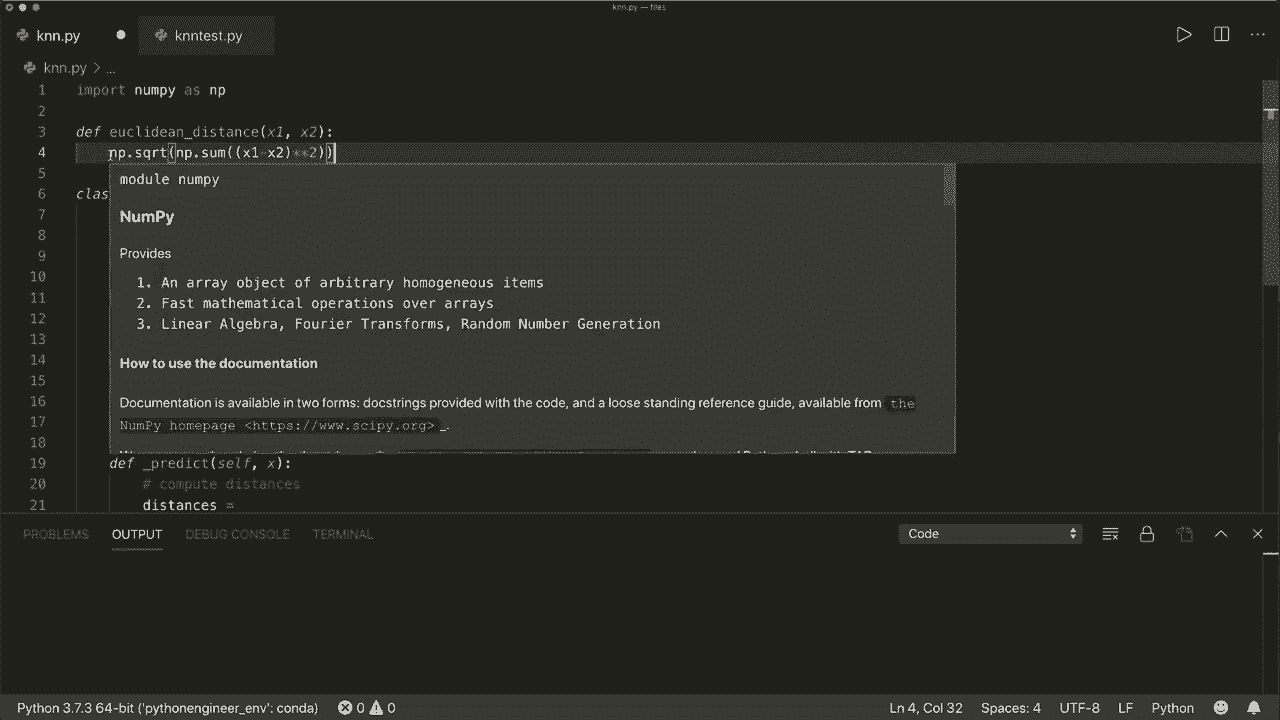 knn.py — files
knn.py
knntest.py
knn.py > ...
1 import numpy as np
2
3 def euclidean_distance(x1, x2):
4 np.sqrt(np.sum((x1-x2)**2))
5 module numpy
6 clas
7 NumPy
8
9 Provides
10 1. An array object of arbitrary homogeneous items
11 2. Fast mathematical operations over arrays
12 3. Linear Algebra, Fourier Transforms, Random Number Generation
13
14 How to use the documentation
15
16 Documentation is available in two forms: docstrings provided with the code, and a loose standing reference guide, available from the
17 NumPy homepage <https://www.scipy.org>_.
18
19 def _predict(self, x):
20 # compute distances
21 distances =
PROBLEMS OUTPUT DEBUG CONSOLE TERMINAL Code
Python 3.7.3 64-bit ('pythonengineer_env': conda) 0 0 Ln 4, Col 32 Spaces: 4 UTF-8 LF Python